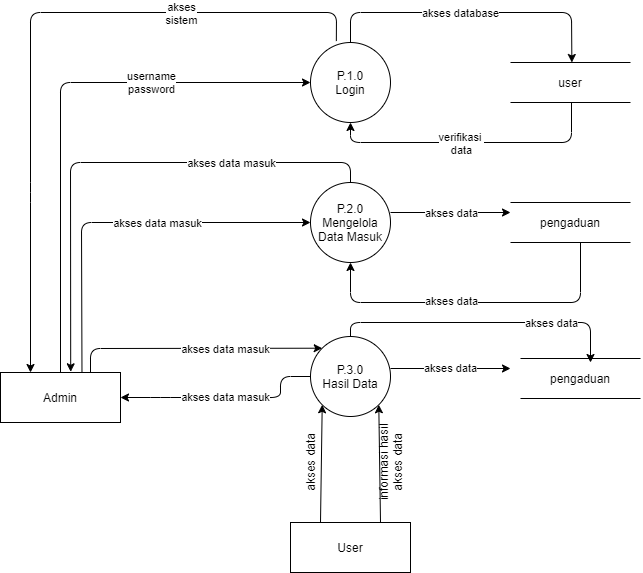 akses
sistem
akses database
P.1.0
Login
username
password
user
verifikasi
data
akses data masuk
P.2.0
Mengelola
Data Masuk
akses data masuk
akses data
pengaduan
akses data
akses data
akses data masuk
P.3.0
Hasil Data
akses data
pengaduan
akses data masuk
Admin
akses data
informasi hasil
akses data
User